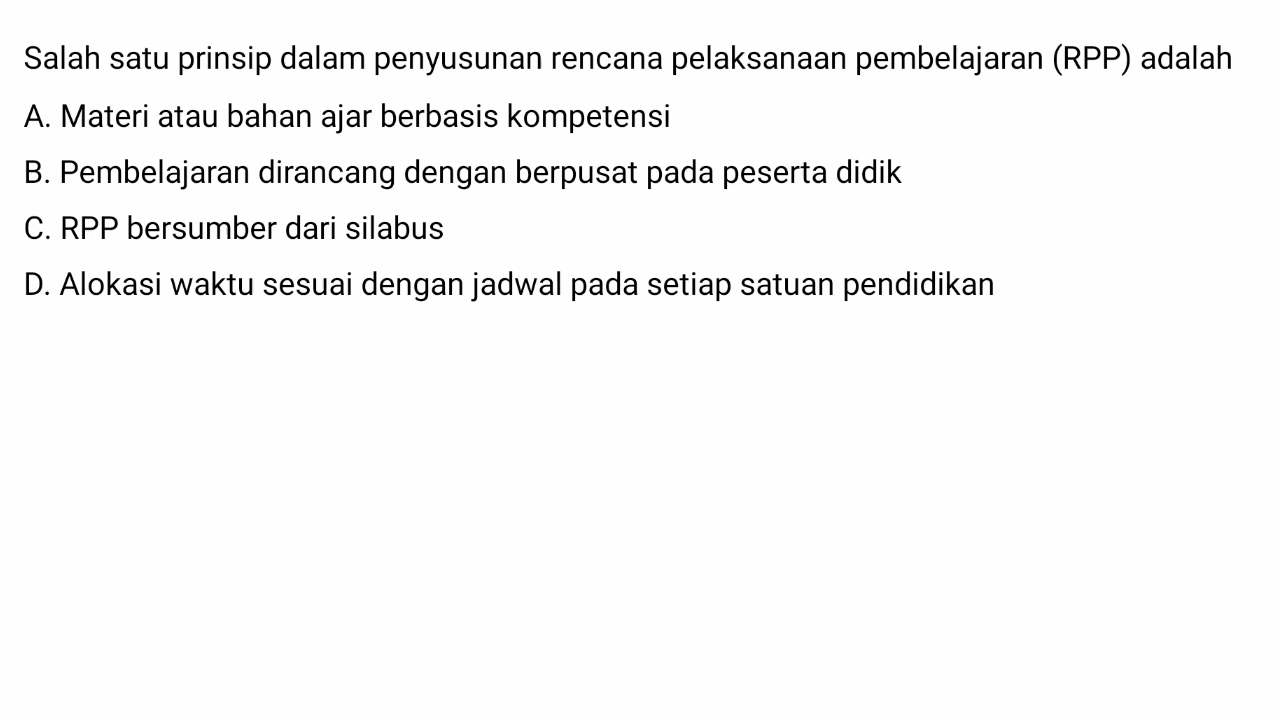 Salah satu prinsip dalam penyusunan rencana pelaksanaan pembelajaran (RPP) adalah
A. Materi atau bahan ajar berbasis kompetensi
B. Pembelajaran dirancang dengan berpusat pada peserta didik
C. RPP bersumber dari silabus
D. Alokasi waktu sesuai dengan jadwal pada setiap satuan pendidikan